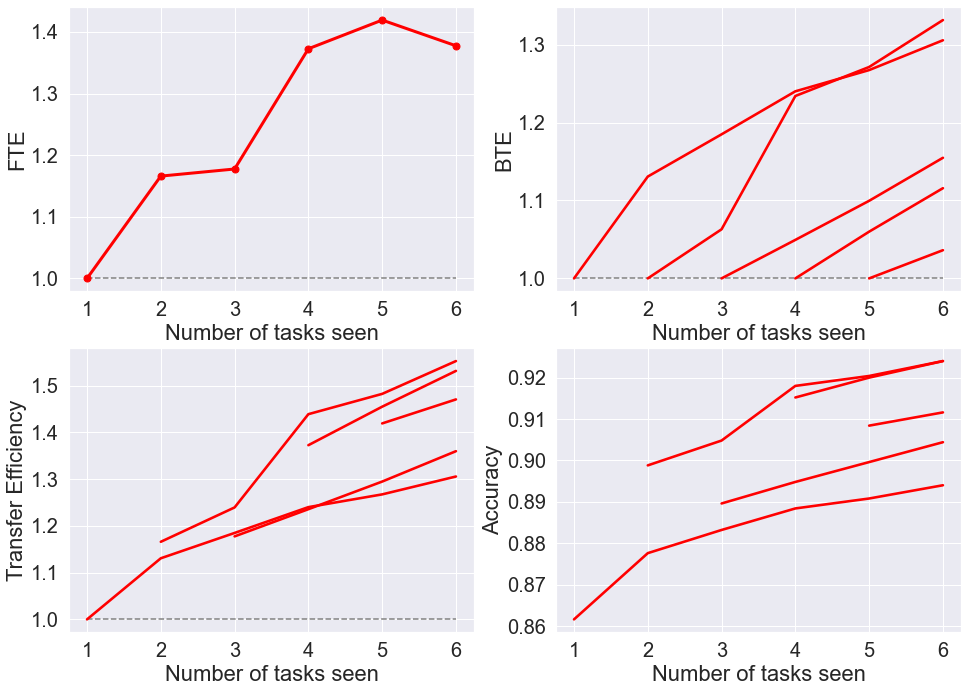 FTE
1.4
1.3
1.2
1.1
1.0
1 2 3 4 5 6
Number of tasks seen
BTE
1.3
1.2
1.1
1.0
1 2 3 4 5 6
Number of tasks seen
Transfer Efficiency
1.5
1.4
1.3
1.2
1.1
1.0
1 2 3 4 5 6
Number of tasks seen
Accuracy
0.92
0.91
0.90
0.89
0.88
0.87
0.86
1 2 3 4 5 6
Number of tasks seen